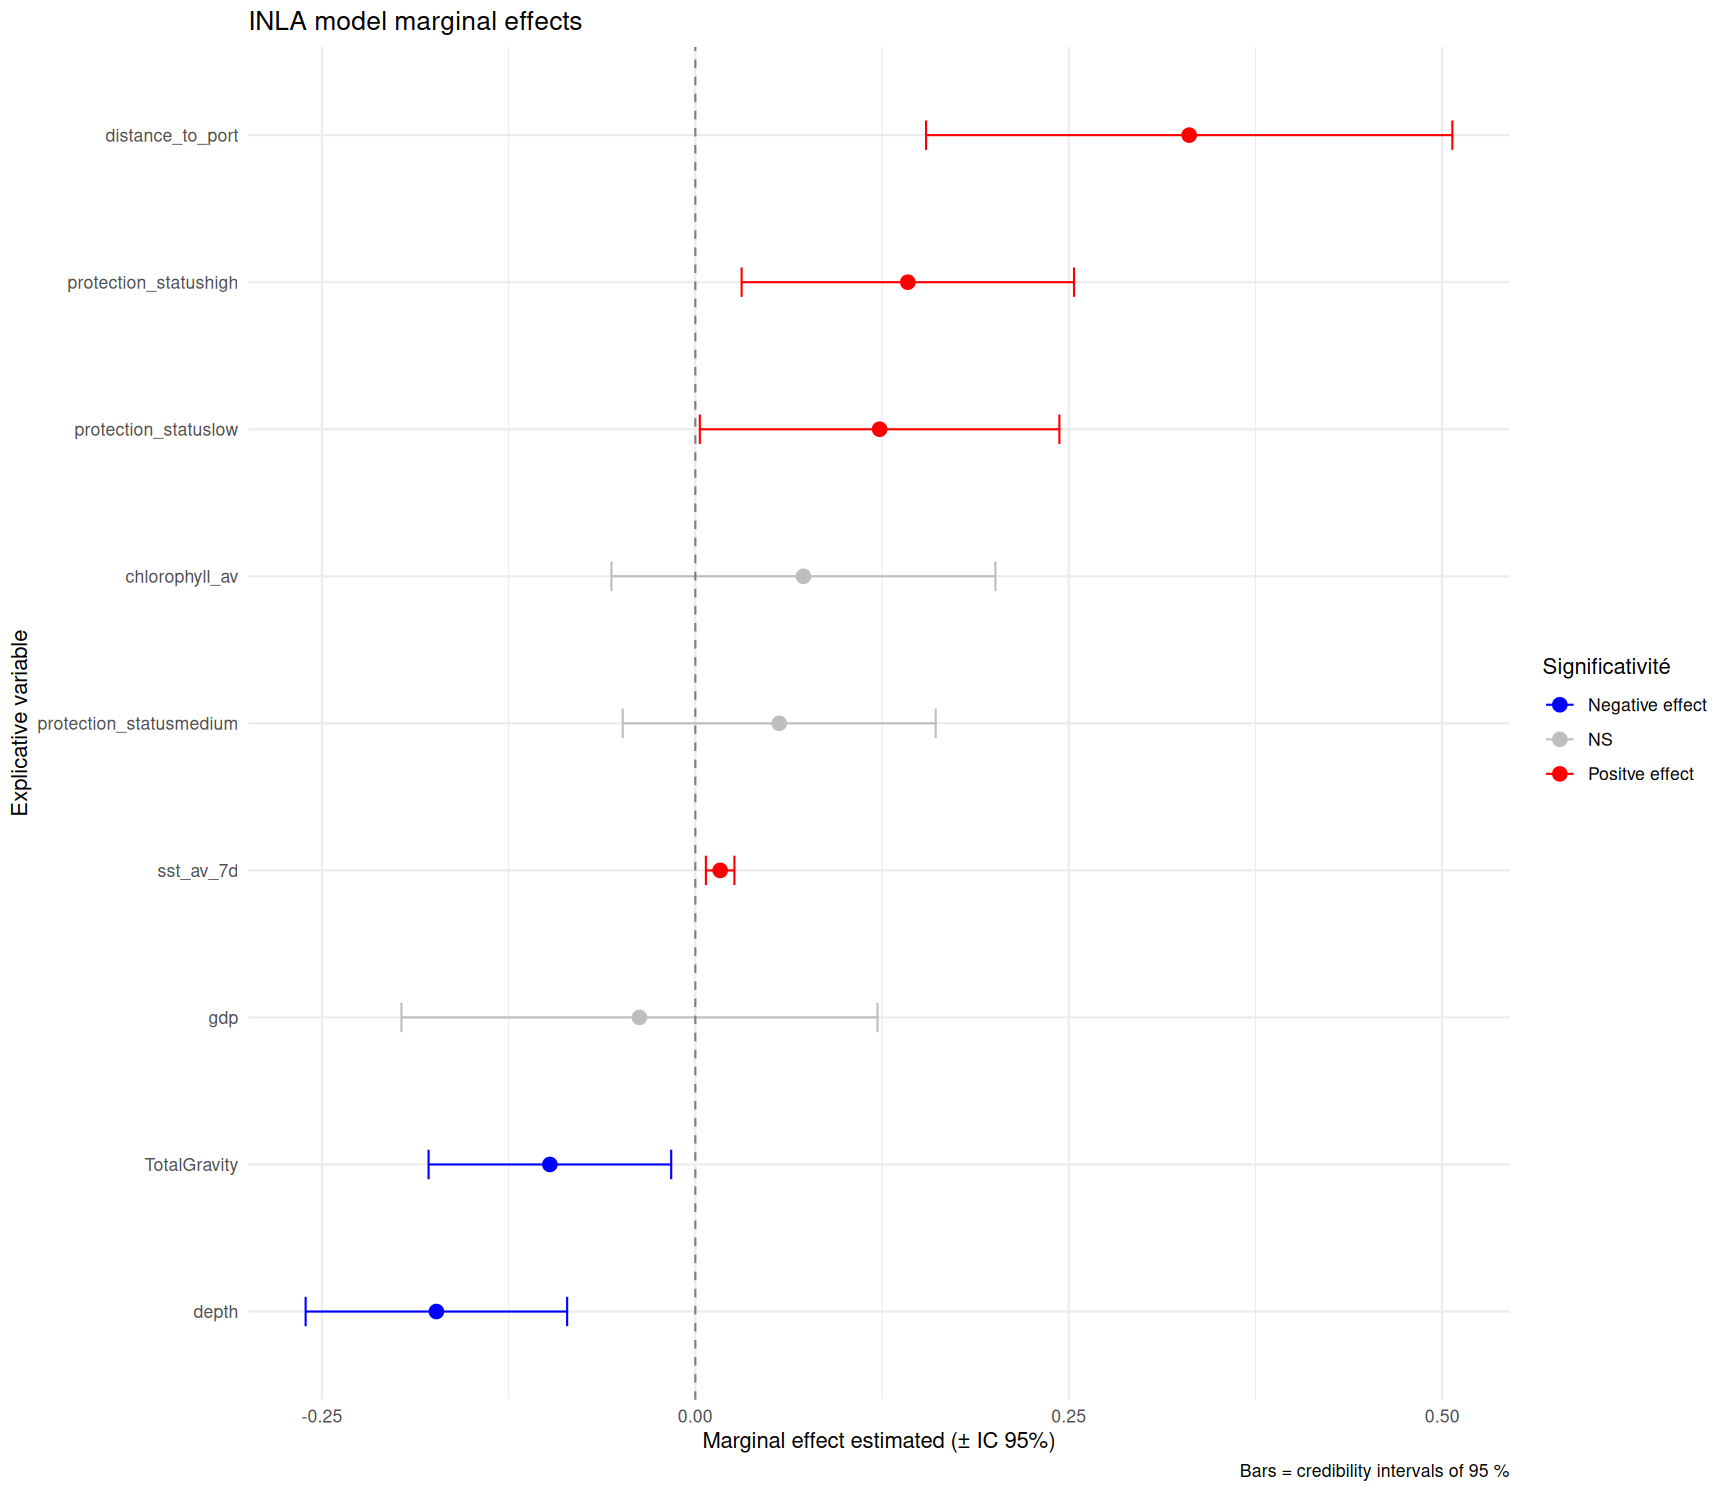 INLA model marginal effects
distance_to_port
protection_statushigh
protection_statuslow
chlorophyll_av
protection_statusmedium
sst_av_7d
gdp
TotalGravity
depth
Explicative variable
-0.25 0.00 0.25 0.50
Marginal effect estimated (± IC 95%)
Bars = credibility intervals of 95 %
Significativité
Negative effect
NS
Positve effect